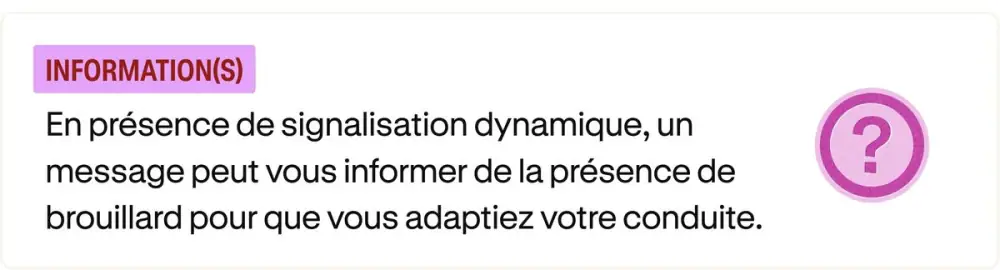 INFORMATION(S)
En présence de signalisation dynamique, un
message peut vous informer de la présence de
brouillard pour que vous adaptiez votre conduite.
?